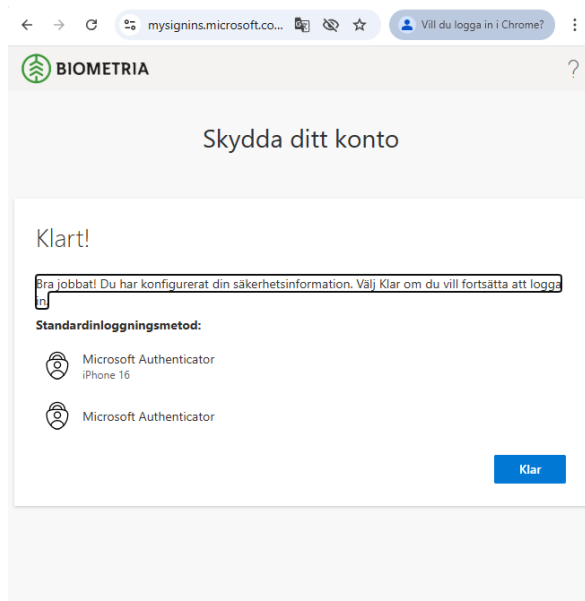 mysignins.microsoft.co...
Vill du logga in i Chrome?
BIOMETRIA
?
Skydda ditt konto
Klart!
Bra jobbat! Du har konfigurerat din säkerhetsinformation. Välj Klar om du vill fortsätta att logga
in.
Standardinloggningsmetod:
Microsoft Authenticator
iPhone 16
Microsoft Authenticator
Klar